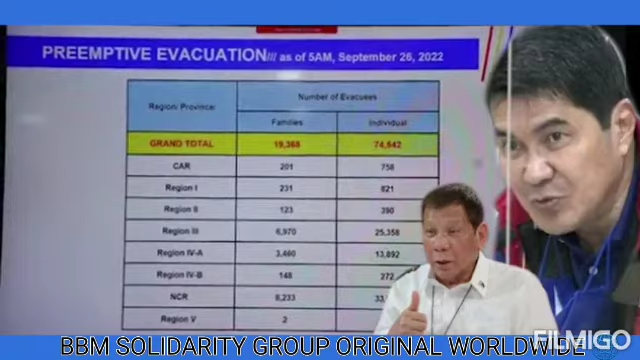 PREEMPTIVE EVACUATION/// as of 5AM, September 26, 2022
Region/ Province
Number of Evacuees
Families Individual
GRAND TOTAL 19,368 74,542
CAR 201 758
Region I 231 821
Region II 123 390
Region III 6,970 25,358
Region IV-A 3,460 13,892
Region IV-B 148 272
NCR 8,233 33,
Region V 2
FILMIGO
BBM SOLIDARITY GROUP ORIGINAL WORLDWIDE